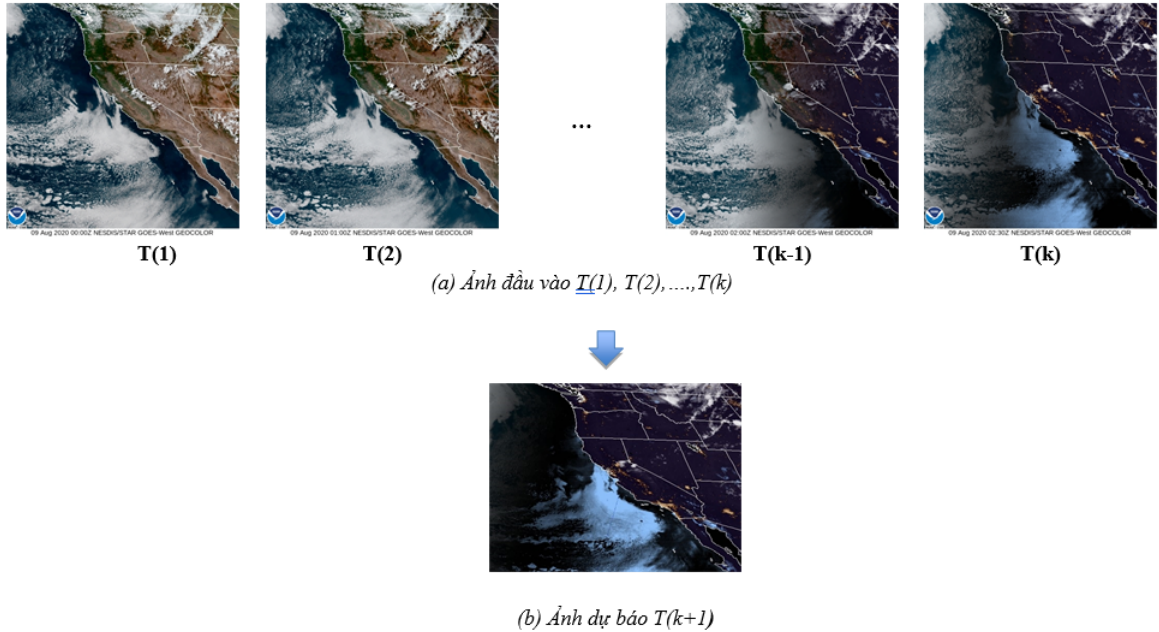 09 Aug 2020 00:00Z NESDIS/STAR GOES-West GEOCOLOR
09 Aug 2020 01:00Z NESDIS/STAR GOES-West GEOCOLOR
...
09 Aug 2020 02:00Z NESDIS/STAR GOES-West GEOCOLOR
09 Aug 2020 02:30Z NESDIS/STAR GOES-West GEOCOLOR
T(1)
T(2)
T(k-1)
T(k)
(a) Ảnh đầu vào T(1), T(2),....,T(k)
(b) Ảnh dự báo T(k+1)